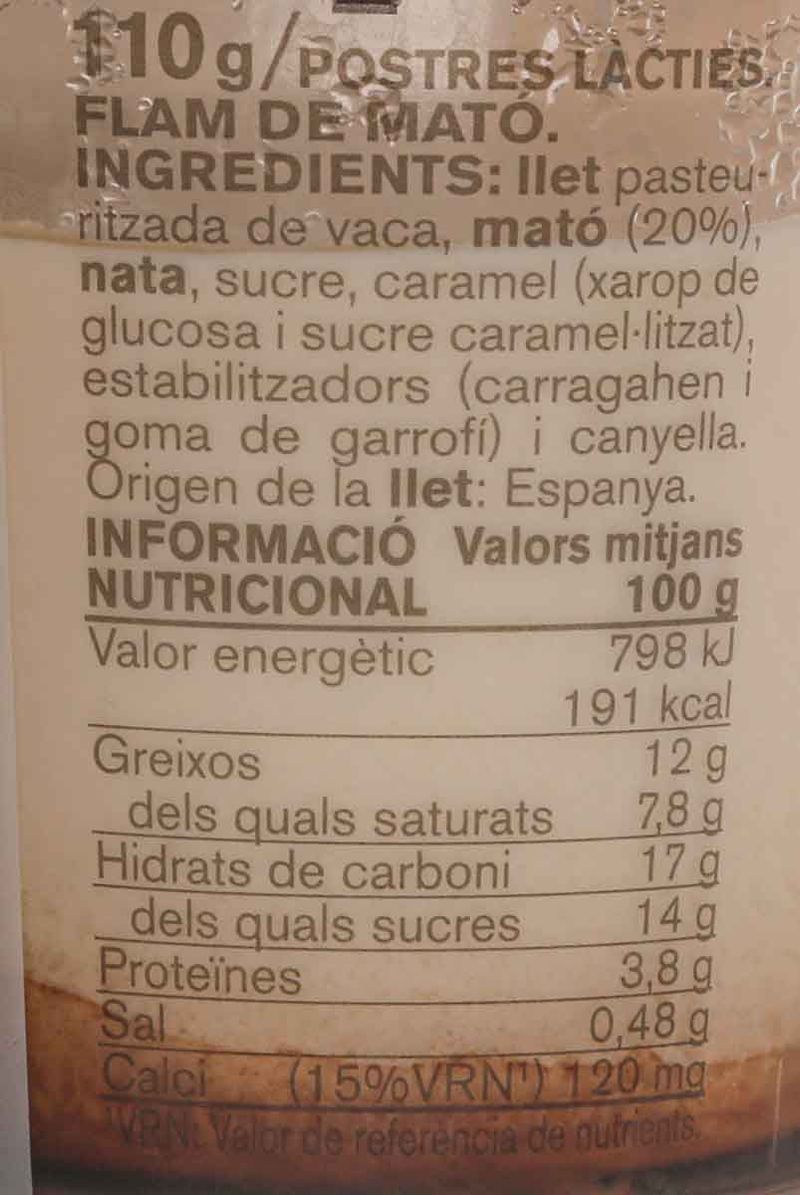 110 g/POSTRES LÀCTIES.
FLAM DE MATÓ.
INGREDIENTS: llet pasteu-
ritzada de vaca, mató (20%),
nata, sucre, caramel (xarop de
glucosa i sucre caramel·litzat),
estabilitzadors (carragahen i
goma de garrofí) i canyella.
Origen de la llet: Espanya.
INFORMACIÓ Valors mitjans
NUTRICIONAL 100 g
Valor energètic 798 kJ
191 kcal
Greixos 12 g
dels quals saturats 7,8 g
Hidrats de carboni 17 g
dels quals sucres 14 g
Proteïnes 3,8 g
Sal 0,48 g
Calci (15%VRN¹) 120 mg
¹VRN: Valor de referència de nutrients.